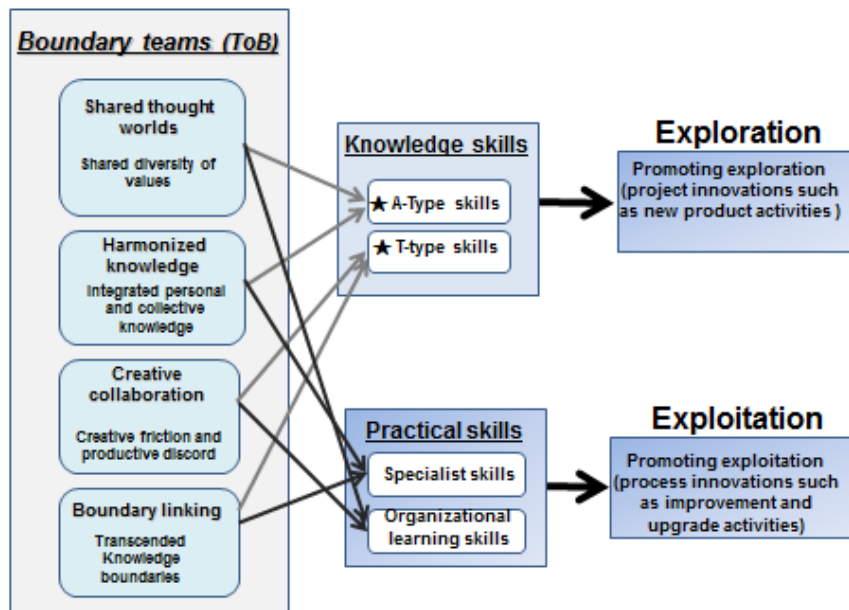 Boundary teams (ToB)
Shared thought
worlds
Shared diversity of
values
Harmonized
knowledge
Integrated personal
and collective
knowledge
Creative
collaboration
Creative friction and
productive discord
Boundary linking
Transcended
Knowledge
boundaries
Knowledge skills
★ A-Type skills
★ T-type skills
Practical skills
Specialist skills
Organizational
learning skills
Exploration
Promoting exploration
(project innovations such
as new product activities )
Exploitation
Promoting exploitation
(process innovations such
as improvement and
upgrade activities)